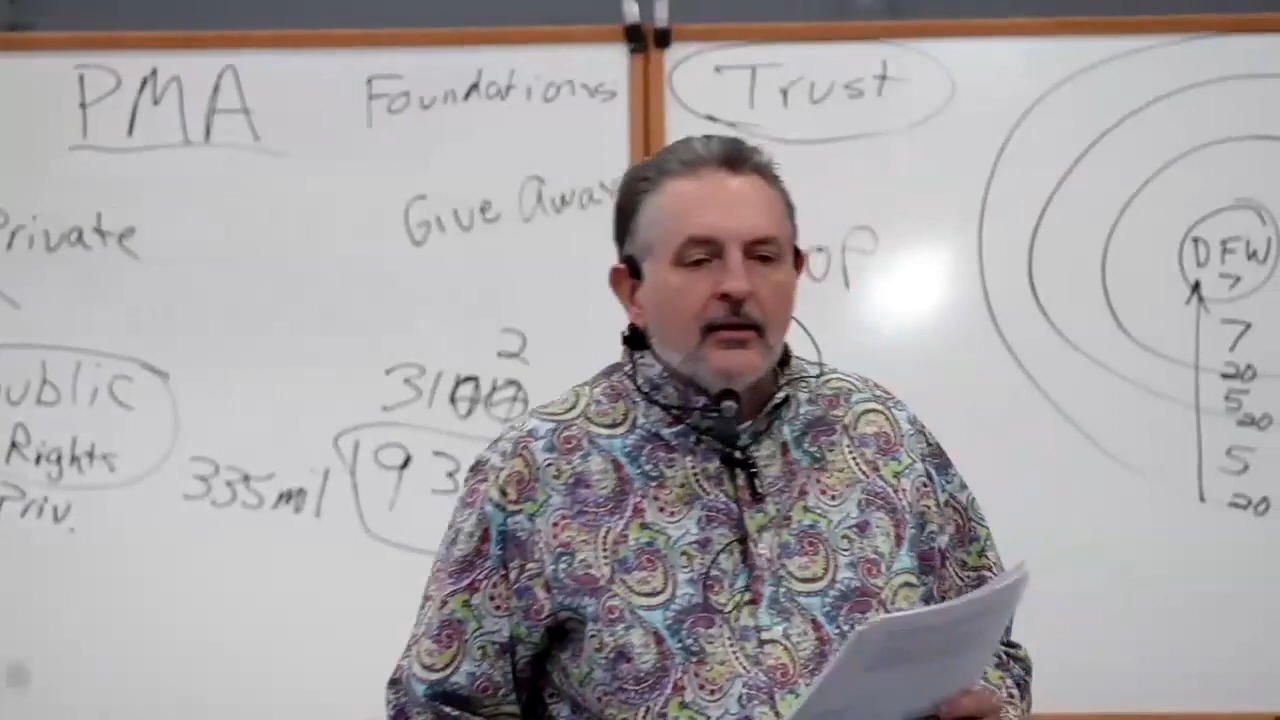 PMA
Foundations
Trust
Private
Give Away
OP
DFW
7
7
20
5
20
5
20
ublic
Rights
Priv.
2
3100
335mil
193